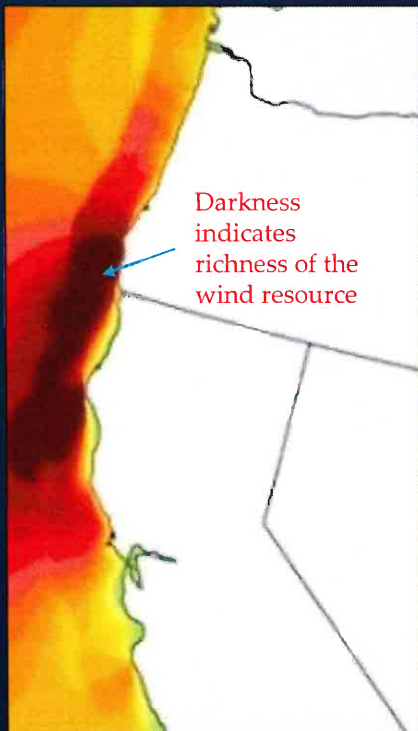 Darkness
indicates
richness of the
wind resource